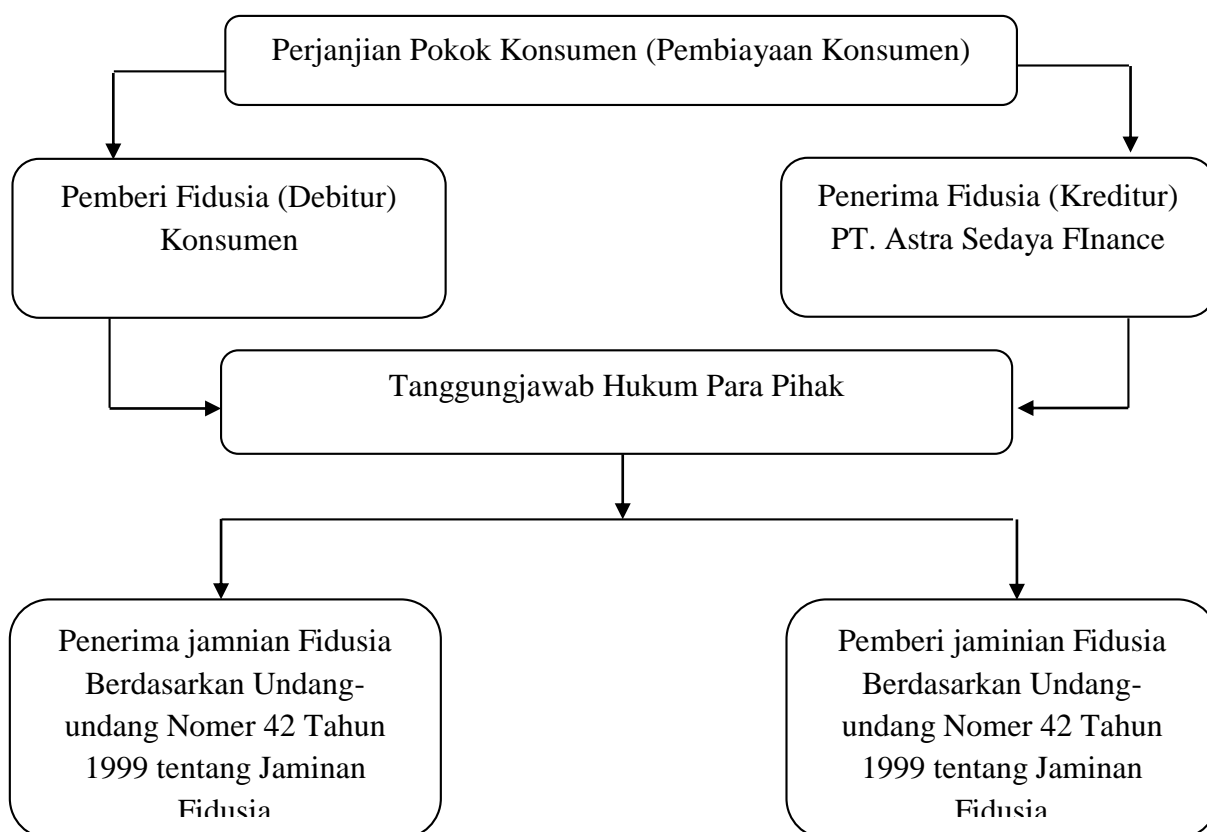 Perjanjian Pokok Konsumen (Pembiayaan Konsumen)
Pemberi Fidusia (Debitur)
Konsumen
Penerima Fidusia (Kreditur)
PT. Astra Sedaya FInance
Tanggungjawab Hukum Para Pihak
Penerima jamnian Fidusia
Berdasarkan Undang-
undang Nomer 42 Tahun
1999 tentang Jaminan
Fidusia
Pemberi jaminian Fidusia
Berdasarkan Undang-
undang Nomer 42 Tahun
1999 tentang Jaminan
Fidusia